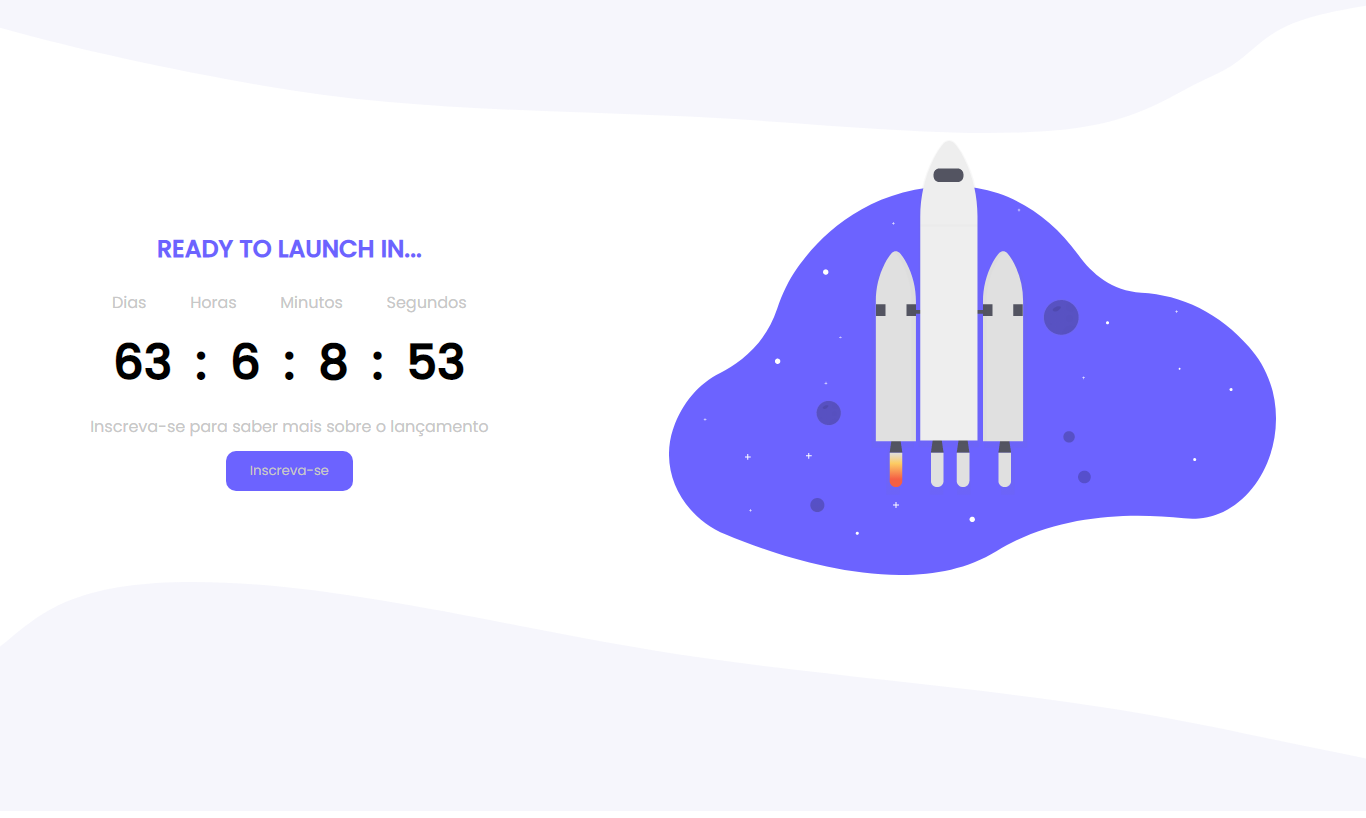 READY TO LAUNCH IN...
Dias Horas Minutos Segundos
63 : 6 : 8 : 53
Inscreva-se para saber mais sobre o lançamento
Inscreva-se